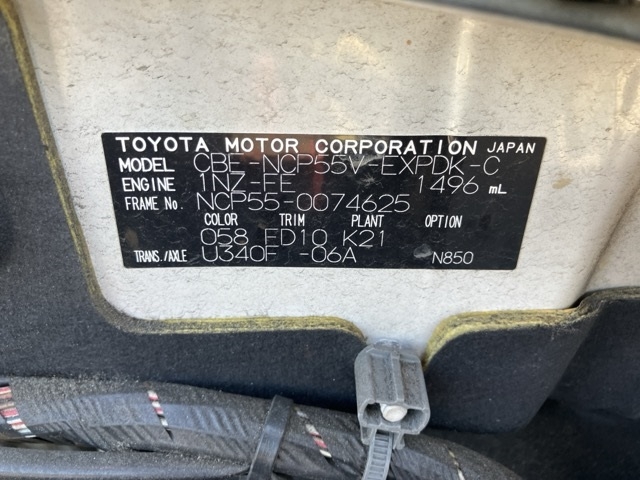 TOYOTA MOTOR CORPORATION JAPAN
MODEL CBE-NCP55V-EXPDK-C
ENGINE 1NZ-FE 1496 mL
FRAME NO. NCP55-0074625
COLOR TRIM PLANT OPTION
058 FD10 K21
TRANS./AXLE U340F -06A N850